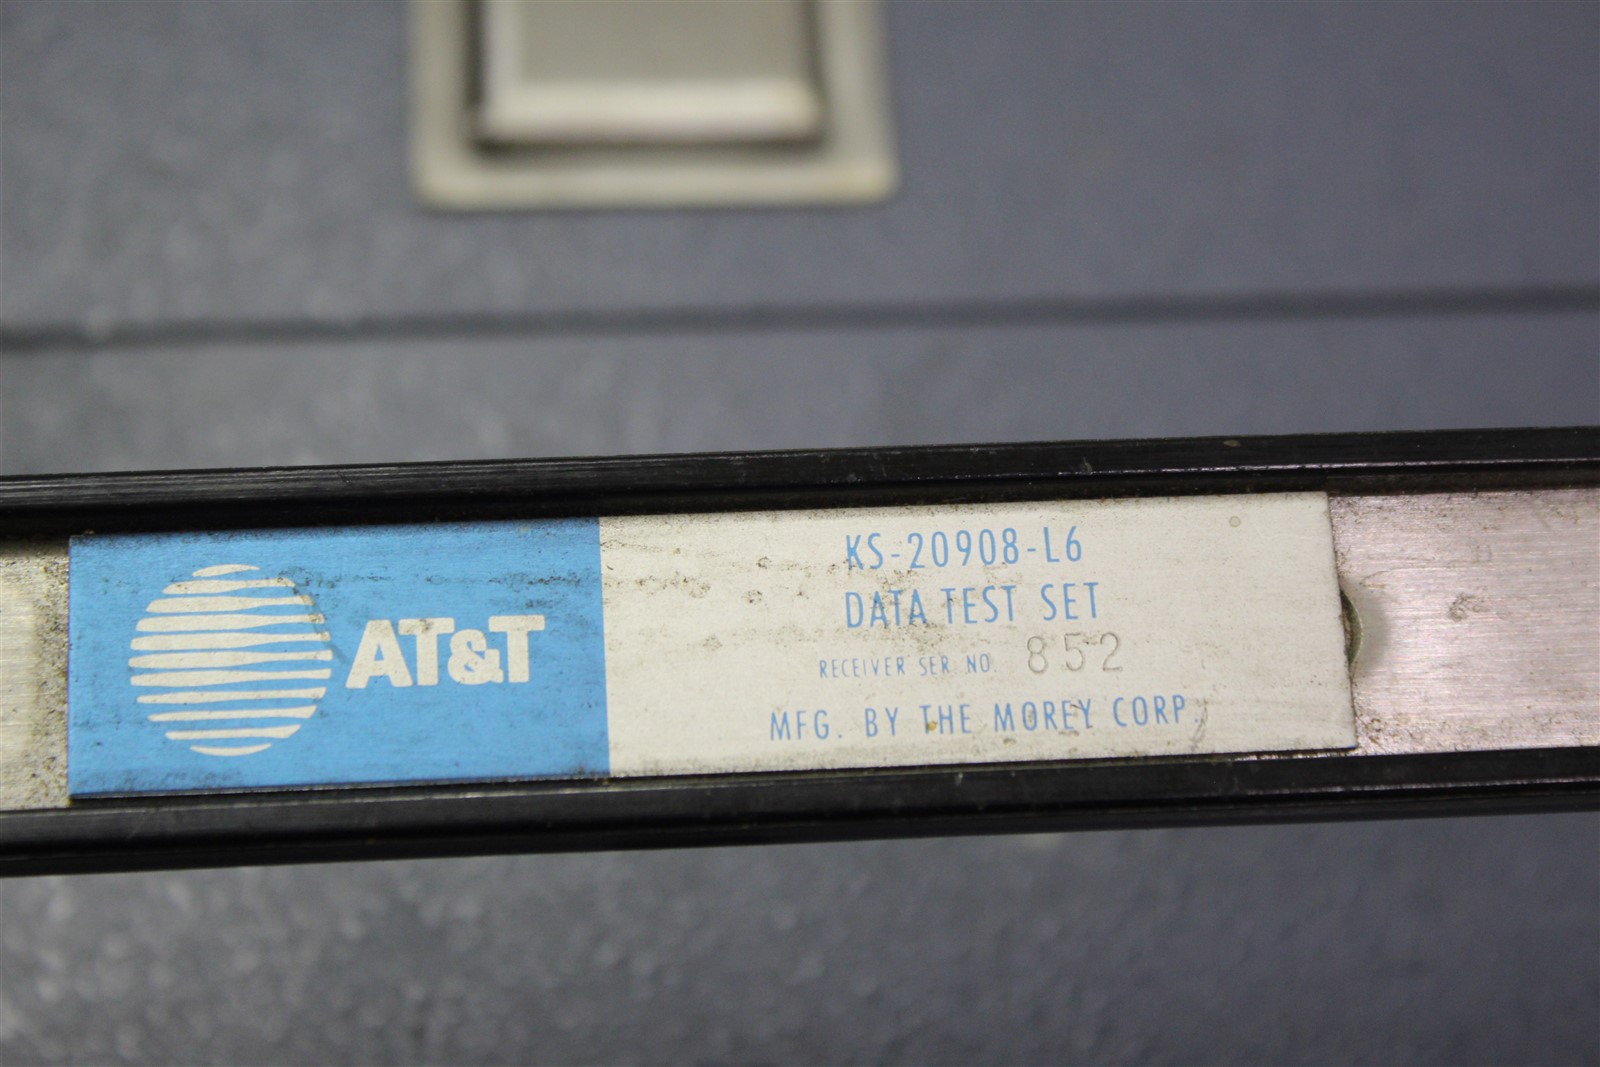 AT&T
KS-20908-L6
DATA TEST SET
RECEIVER SER. NO. 852
MFG. BY THE MOREY CORP.